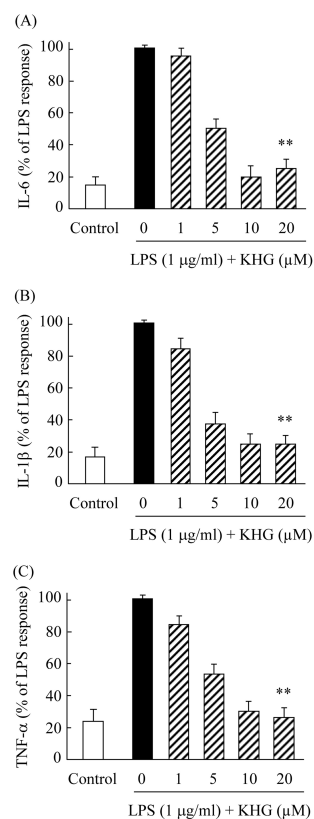 (A)
IL-6 (% of LPS response)
100
80
60
40
20
0
**
Control 0 1 5 10 20
LPS (1 μg/ml) + KHG (μM)
(B)
IL-1β (% of LPS response)
100
80
60
40
20
0
**
Control 0 1 5 10 20
LPS (1 μg/ml) + KHG (μM)
(C)
TNF-α (% of LPS response)
100
80
60
40
20
0
**
Control 0 1 5 10 20
LPS (1 μg/ml) + KHG (μM)